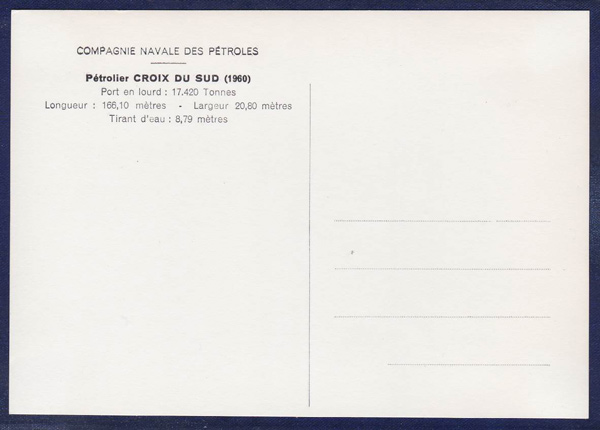 COMPAGNIE NAVALE DES PÉTROLES
Pétrolier CROIX DU SUD (1960)
Port en lourd : 17.420 Tonnes
Longueur : 166,10 mètres - Largeur 20,80 mètres
Tirant d'eau : 8,79 mètres